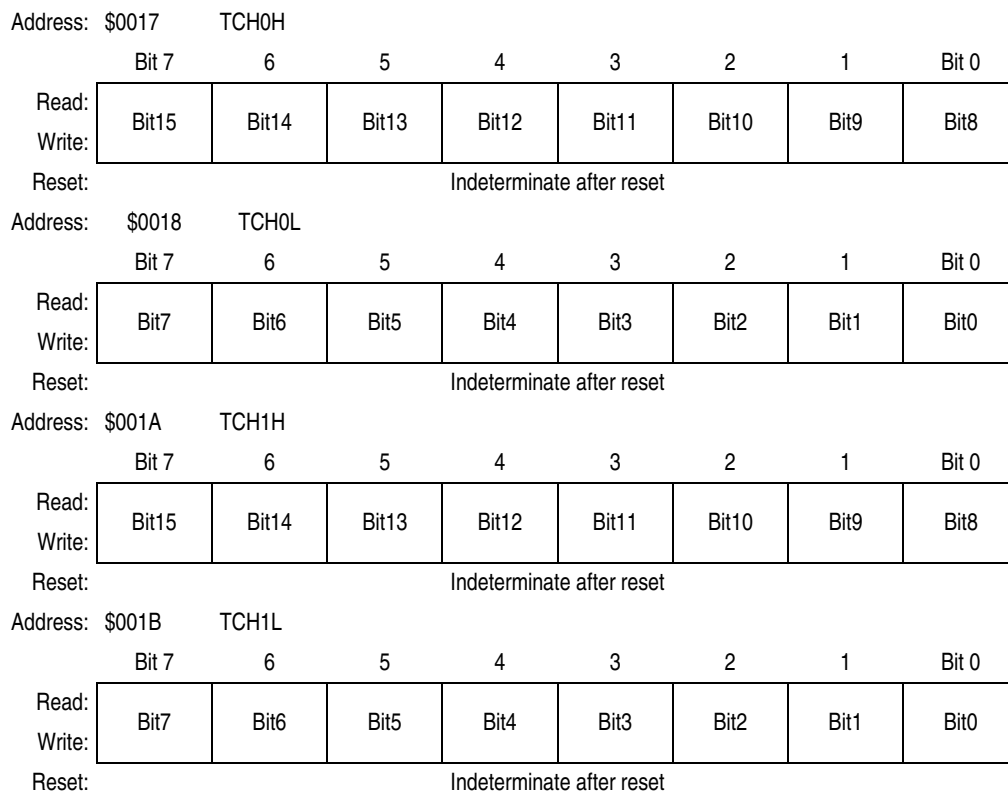 Address: $0017 TCH0H
Bit 7 6 5 4 3 2 1 Bit 0
Read:
Bit15 Bit14 Bit13 Bit12 Bit11 Bit10 Bit9 Bit8
Write:
Reset: Indeterminate after reset
Address: $0018 TCH0L
Bit 7 6 5 4 3 2 1 Bit 0
Read:
Bit7 Bit6 Bit5 Bit4 Bit3 Bit2 Bit1 Bit0
Write:
Reset: Indeterminate after reset
Address: $001A TCH1H
Bit 7 6 5 4 3 2 1 Bit 0
Read:
Bit15 Bit14 Bit13 Bit12 Bit11 Bit10 Bit9 Bit8
Write:
Reset: Indeterminate after reset
Address: $001B TCH1L
Bit 7 6 5 4 3 2 1 Bit 0
Read:
Bit7 Bit6 Bit5 Bit4 Bit3 Bit2 Bit1 Bit0
Write:
Reset: Indeterminate after reset